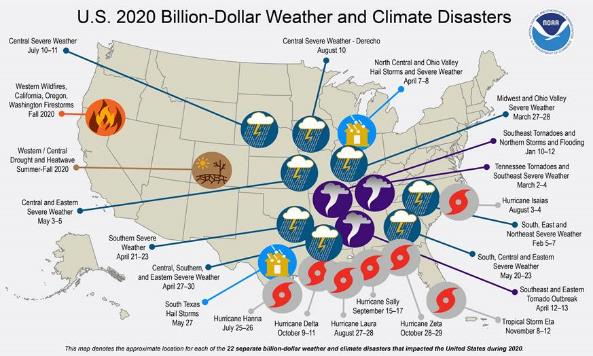 U.S. 2020 Billion-Dollar Weather and Climate Disasters
NOAA
Central Severe Weather
July 10–11
Central Severe Weather - Derecho
August 10
North Central and Ohio Valley
Hail Storms and Severe Weather
April 7–8
Western Wildfires,
California, Oregon,
Washington Firestorms
Fall 2020
Midwest and Ohio Valley
Severe Weather
March 27–28
Southeast Tornadoes and
Northern Storms and Flooding
Jan 10–12
Western / Central
Drought and Heatwave
Summer-Fall 2020
Tennessee Tornadoes and
Southeast Severe Weather
March 2–4
Hurricane Isaias
August 3–4
Central and Eastern
Severe Weather
May 3–5
South, East and
Northeast Severe Weather
Feb 5–7
Southern Severe
Weather
April 21–23
South, Central and Eastern
Severe Weather
May 20–23
Central, Southern,
and Eastern Severe Weather
April 27–30
Southeast and Eastern
Tornado Outbreak
April 12–13
South Texas
Hail Storms
May 27
Hurricane Hanna
July 25–26
Hurricane Delta
October 9–11
Hurricane Laura
August 27–28
Hurricane Sally
September 15–17
Hurricane Zeta
October 28–29
Tropical Storm Eta
November 8–12
This map denotes the approximate location for each of the 22 separate billion-dollar weather and climate disasters that impacted the United States during 2020.